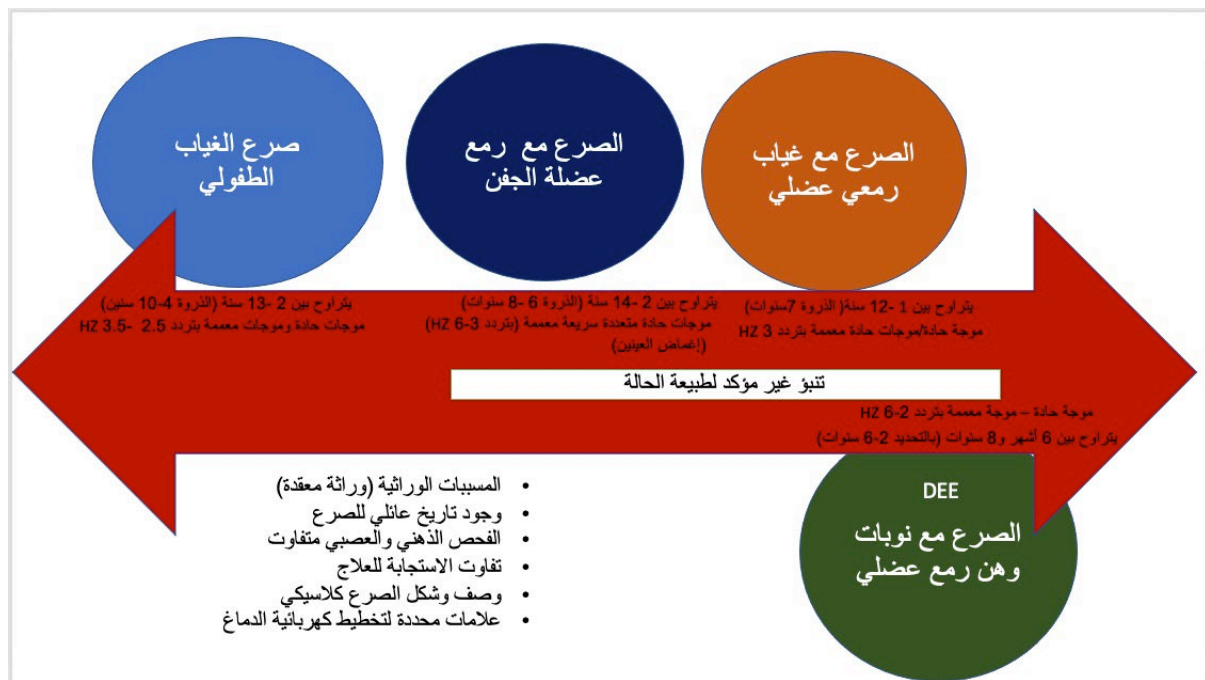 صرع الغياب
الطفولي
الصرع مع رمع
عضلة الجفن
الصرع مع غياب
رمعي عضلي
يتراوح بين 2 -13 سنة (الذروة 4-10 سنين)
موجات حادة وموجات معممة بتردد 2.5 -3.5 HZ
يتراوح بين 2 -14 سنة (الذروة 6 -8 سنوات)
موجات حادة متعددة سريعة معممة (بتردد 3-6 HZ)
(إغماض العينين)
يتراوح بين 1 -12 سنة( الذروة 7سنوات)
موجة حادة/موجات حادة معممة بتردد 3 HZ
تنبؤ غير مؤكد لطبيعة الحالة
موجة حادة – موجة معممة بتردد 2-6 HZ
يتراوح بين 6 أشهر و8 سنوات (بالتحديد 2-6 سنوات)
DEE
الصرع مع نوبات
وهن رمع عضلي
• المسببات الوراثية (وراثة معقدة)
• وجود تاريخ عائلي للصرع
• الفحص الذهني والعصبي متفاوت
• تفاوت الاستجابة للعلاج
• وصف وشكل الصرع كلاسيكي
• علامات محددة لتخطيط كهربائية الدماغ